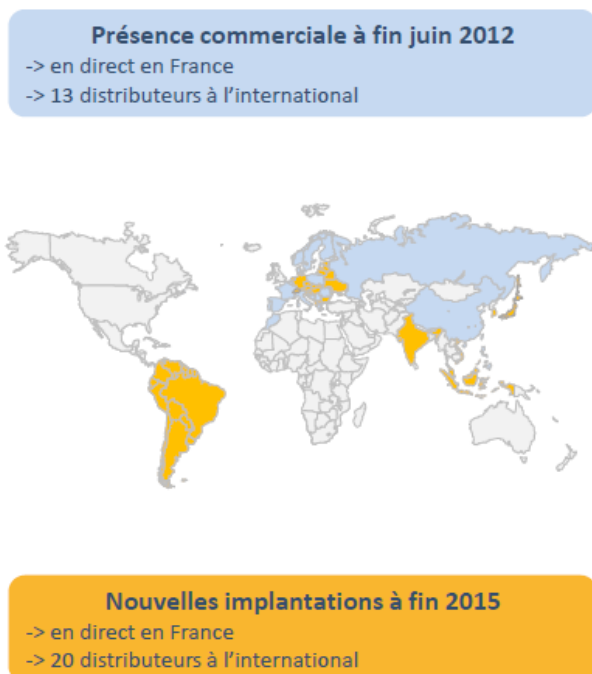 Présence commerciale à fin juin 2012
-> en direct en France
-> 13 distributeurs à l'international
Nouvelles implantations à fin 2015
-> en direct en France
-> 20 distributeurs à l'international